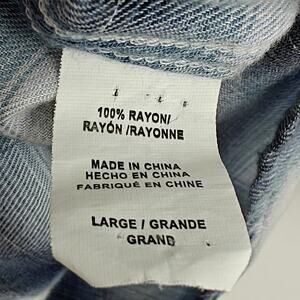 100% RAYON/
RAYÓN /RAYONNE
MADE IN CHINA
HECHO EN CHINA
FABRIQUÉ EN CHINE
LARGE / GRANDE
GRAND